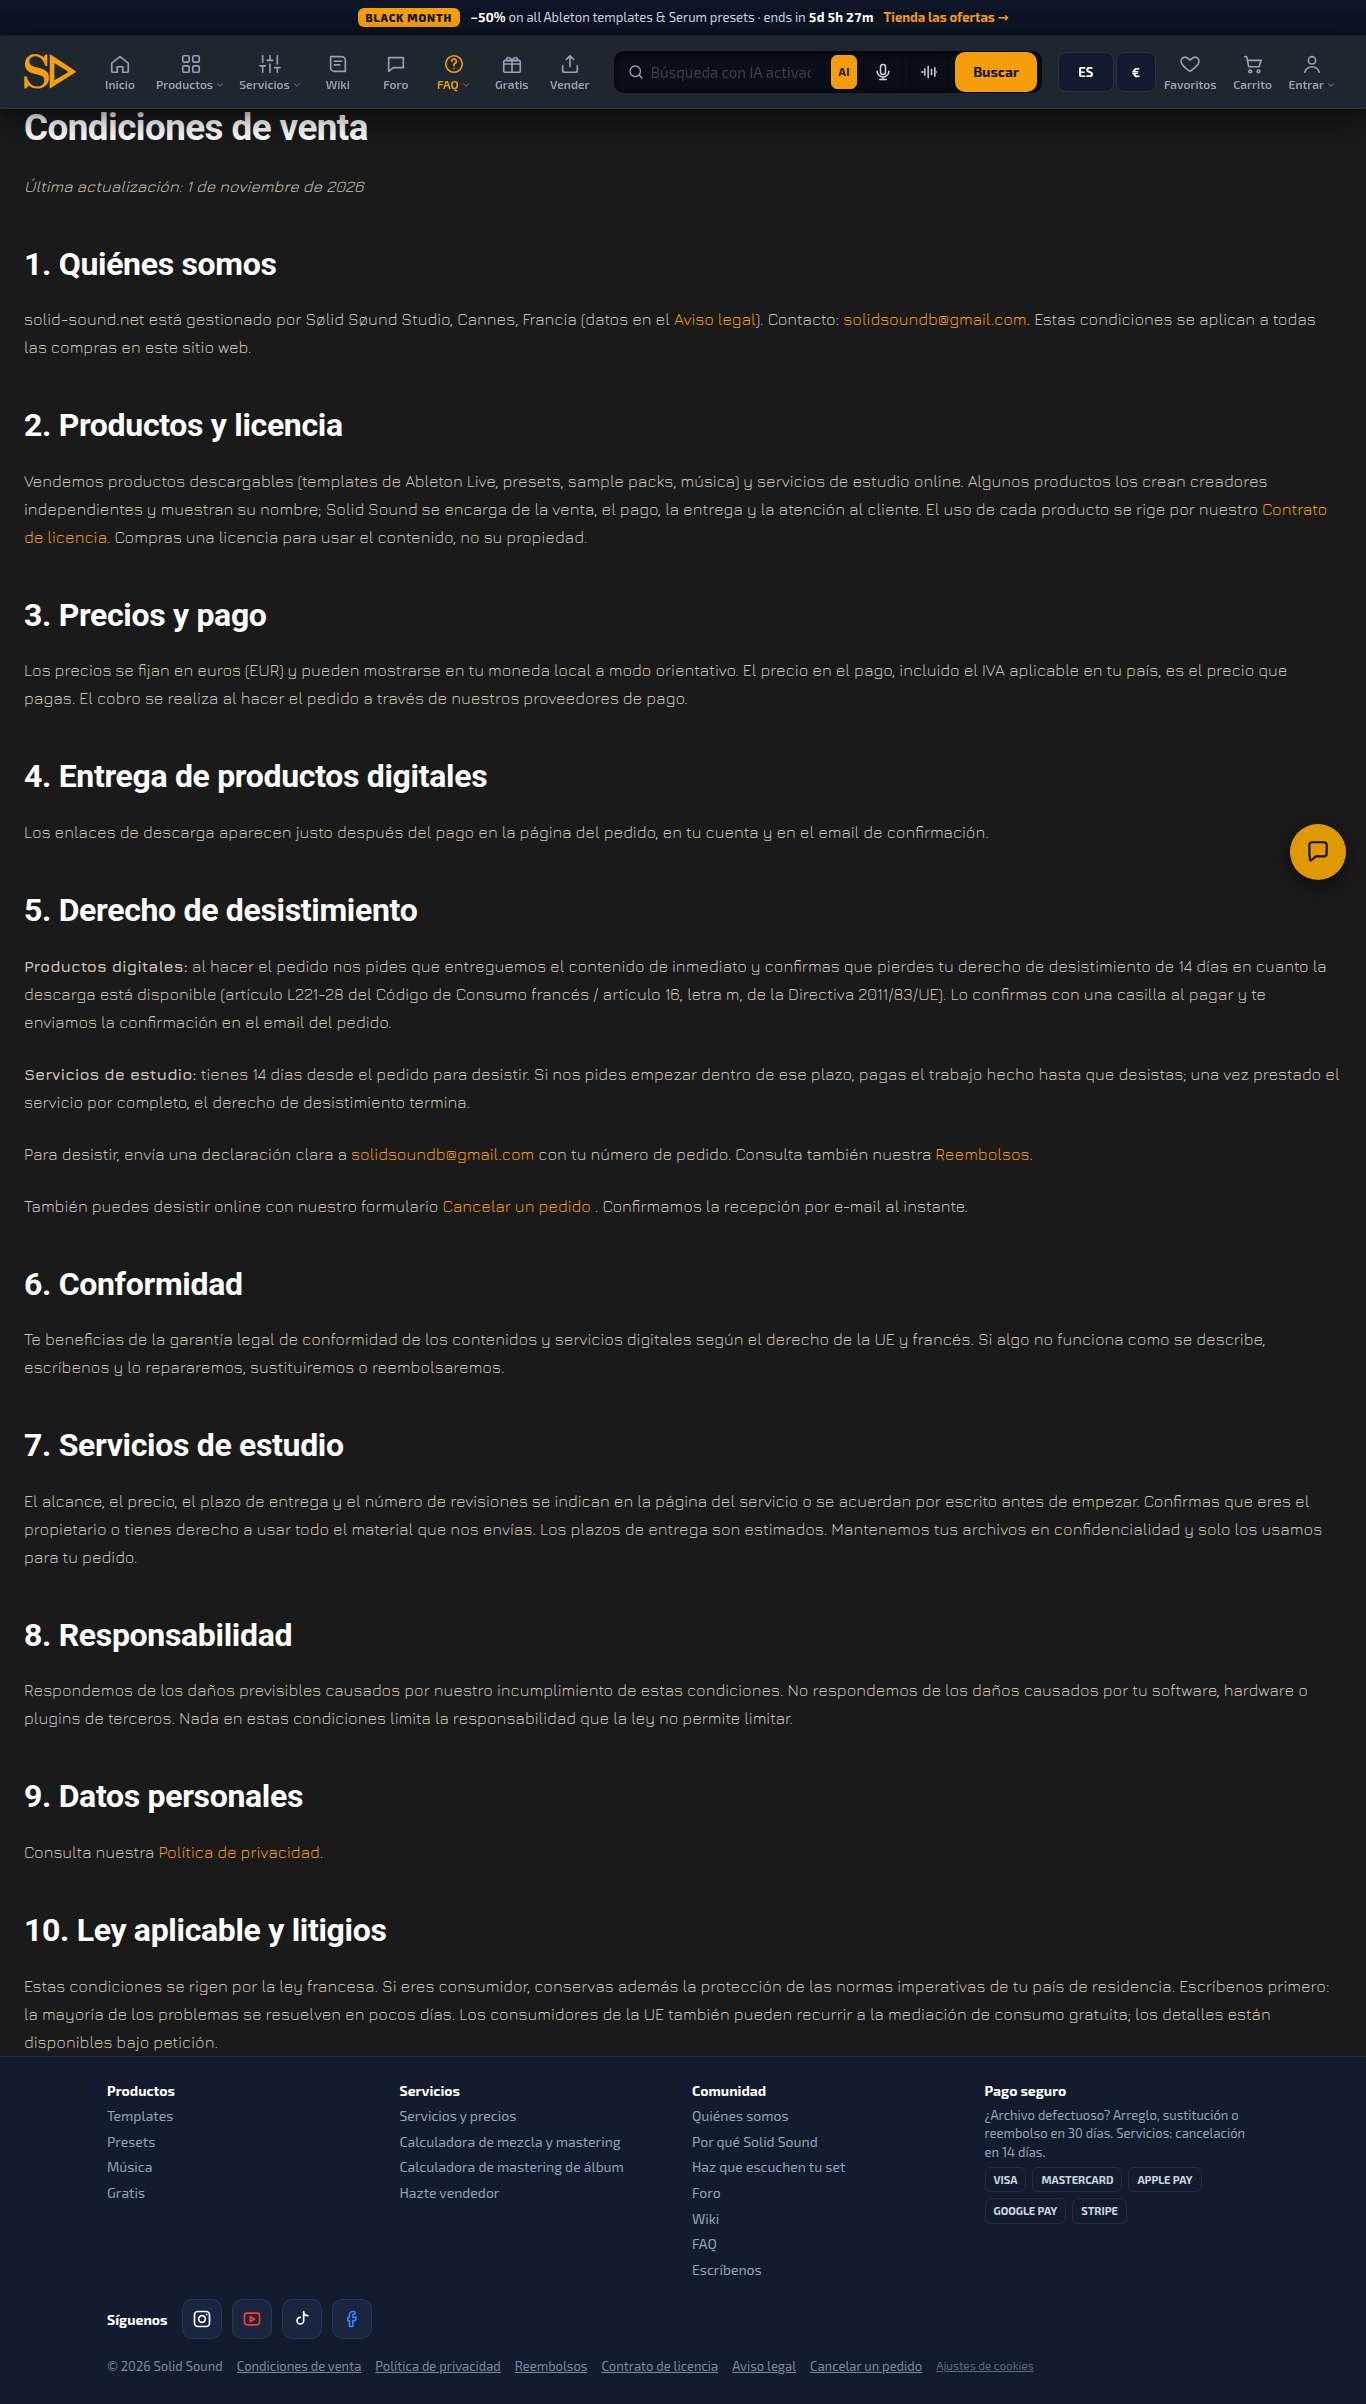 BLACK MONTH −50% on all Ableton templates & Serum presets · ends in 5d 5h 27m Tienda las ofertas →
SD Inicio Productos Servicios Wiki Foro FAQ Gratis Vender Búsqueda con IA activac AI Buscar ES € Favoritos Carrito Entrar
Condiciones de venta
Última actualización: 1 de noviembre de 2026
1. Quiénes somos
solid-sound.net está gestionado por Sølid Søund Studio, Cannes, Francia (datos en el Aviso legal). Contacto: solidsoundb@gmail.com. Estas condiciones se aplican a todas
las compras en este sitio web.
2. Productos y licencia
Vendemos productos descargables (templates de Ableton Live, presets, sample packs, música) y servicios de estudio online. Algunos productos los crean creadores
independientes y muestran su nombre; Solid Sound se encarga de la venta, el pago, la entrega y la atención al cliente. El uso de cada producto se rige por nuestro Contrato
de licencia. Compras una licencia para usar el contenido, no su propiedad.
3. Precios y pago
Los precios se fijan en euros (EUR) y pueden mostrarse en tu moneda local a modo orientativo. El precio en el pago, incluido el IVA aplicable en tu país, es el precio que
pagas. El cobro se realiza al hacer el pedido a través de nuestros proveedores de pago.
4. Entrega de productos digitales
Los enlaces de descarga aparecen justo después del pago en la página del pedido, en tu cuenta y en el email de confirmación.
5. Derecho de desistimiento
Productos digitales: al hacer el pedido nos pides que entreguemos el contenido de inmediato y confirmas que pierdes tu derecho de desistimiento de 14 días en cuanto la
descarga está disponible (artículo L221-28 del Código de Consumo francés / artículo 16, letra m, de la Directiva 2011/83/UE). Lo confirmas con una casilla al pagar y te
enviamos la confirmación en el email del pedido.
Servicios de estudio: tienes 14 días desde el pedido para desistir. Si nos pides empezar dentro de ese plazo, pagas el trabajo hecho hasta que desistas; una vez prestado el
servicio por completo, el derecho de desistimiento termina.
Para desistir, envía una declaración clara a solidsoundb@gmail.com con tu número de pedido. Consulta también nuestra Reembolsos.
También puedes desistir online con nuestro formulario Cancelar un pedido . Confirmamos la recepción por e-mail al instante.
6. Conformidad
Te beneficias de la garantía legal de conformidad de los contenidos y servicios digitales según el derecho de la UE y francés. Si algo no funciona como se describe,
escríbenos y lo repararemos, sustituiremos o reembolsaremos.
7. Servicios de estudio
El alcance, el precio, el plazo de entrega y el número de revisiones se indican en la página del servicio o se acuerdan por escrito antes de empezar. Confirmas que eres el
propietario o tienes derecho a usar todo el material que nos envías. Los plazos de entrega son estimados. Mantenemos tus archivos en confidencialidad y solo los usamos
para tu pedido.
8. Responsabilidad
Respondemos de los daños previsibles causados por nuestro incumplimiento de estas condiciones. No respondemos de los daños causados por tu software, hardware o
plugins de terceros. Nada en estas condiciones limita la responsabilidad que la ley no permite limitar.
9. Datos personales
Consulta nuestra Política de privacidad.
10. Ley aplicable y litigios
Estas condiciones se rigen por la ley francesa. Si eres consumidor, conservas además la protección de las normas imperativas de tu país de residencia. Escríbenos primero:
la mayoría de los problemas se resuelven en pocos días. Los consumidores de la UE también pueden recurrir a la mediación de consumo gratuita; los detalles están
disponibles bajo petición.
Productos
Templates
Presets
Música
Gratis
Servicios
Servicios y precios
Calculadora de mezcla y mastering
Calculadora de mastering de álbum
Hazte vendedor
Comunidad
Quiénes somos
Por qué Solid Sound
Haz que escuchen tu set
Foro
Wiki
FAQ
Escríbenos
Pago seguro
¿Archivo defectuoso? Arreglo, sustitución o
reembolso en 30 días. Servicios: cancelación
en 14 días.
VISA MASTERCARD APPLE PAY
GOOGLE PAY STRIPE
Síguenos
© 2026 Solid Sound Condiciones de venta Política de privacidad Reembolsos Contrato de licencia Aviso legal Cancelar un pedido Ajustes de cookies